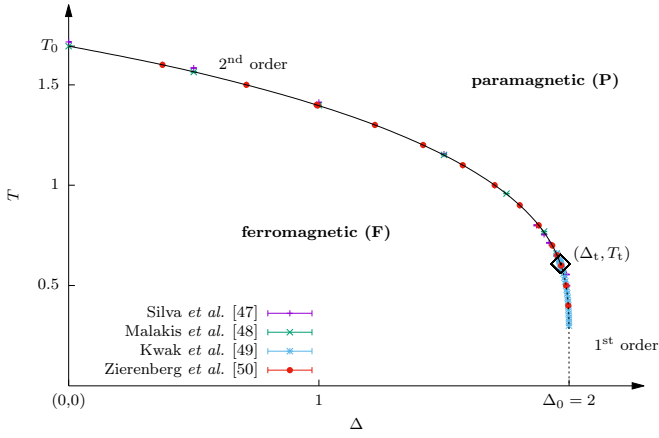 T₀
2ⁿᵈ order
paramagnetic (P)
1.5
1
T
ferromagnetic (F)
(Δₜ, Tₜ)
0.5
Silva et al. [47]
Malakis et al. [48]
Kwak et al. [49]
Zierenberg et al. [50]
1ˢᵗ order
(0,0)
1
Δ₀ = 2
Δ